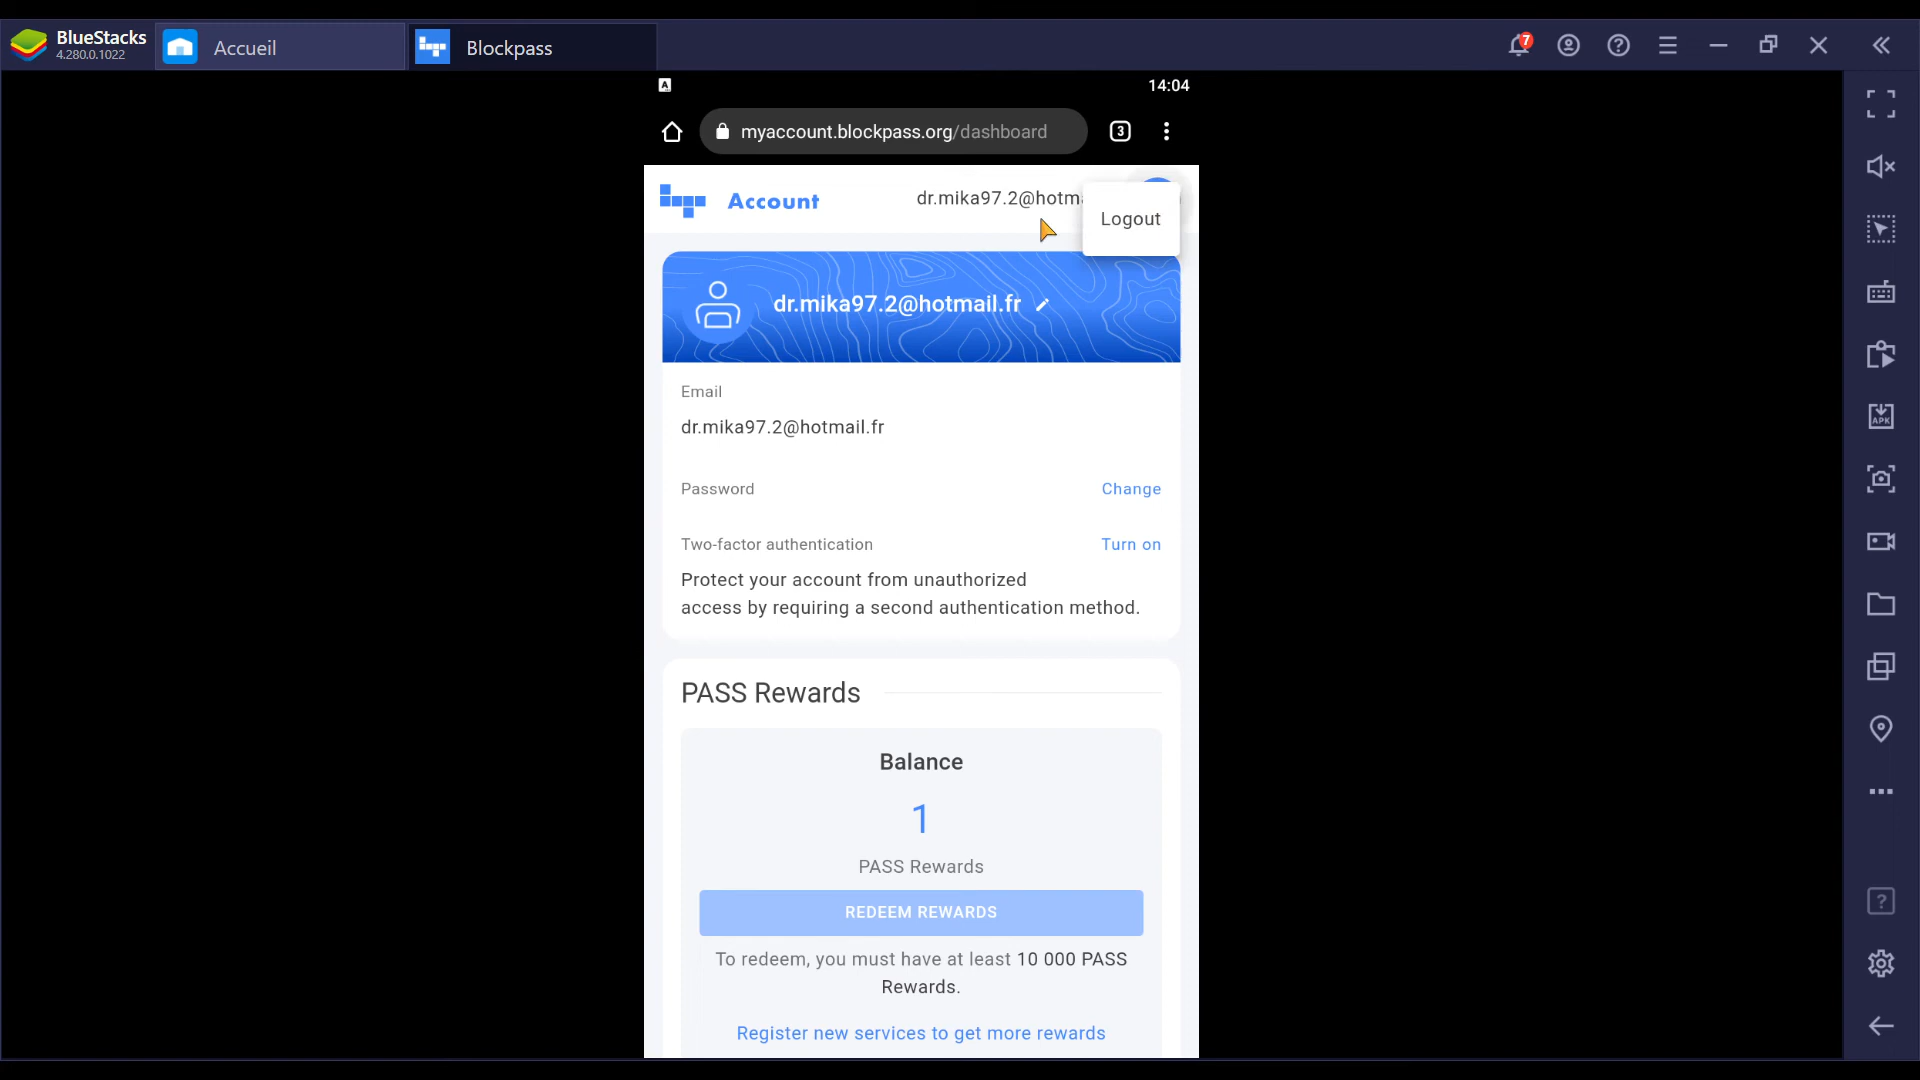 BlueStacks
4.280.0.1022
Accueil
Blockpass
7
A
14:04
myaccount.blockpass.org/dashboard
3
Account
dr.mika97.2@hotma
Logout
dr.mika97.2@hotmail.fr
Email
dr.mika97.2@hotmail.fr
Password
Change
Two-factor authentication
Turn on
Protect your account from unauthorized
access by requiring a second authentication method.
PASS Rewards
Balance
1
PASS Rewards
REDEEM REWARDS
To redeem, you must have at least 10 000 PASS
Rewards.
Register new services to get more rewards
APK